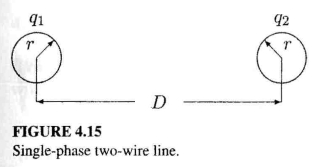 q1 q2
r r
D
FIGURE 4.15
Single-phase two-wire line.